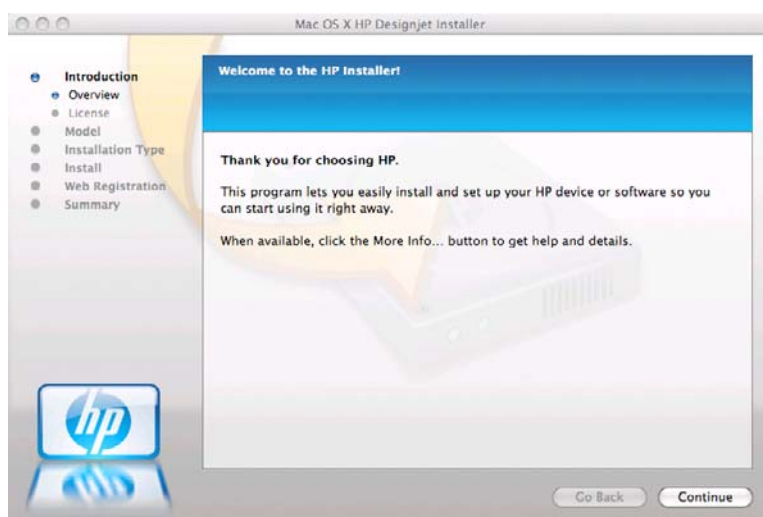 Mac OS X HP Designjet Installer
Introduction
Overview
License
Model
Installation Type
Install
Web Registration
Summary
Welcome to the HP Installer!
Thank you for choosing HP.
This program lets you easily install and set up your HP device or software so you
can start using it right away.
When available, click the More Info... button to get help and details.
hp
Go Back
Continue